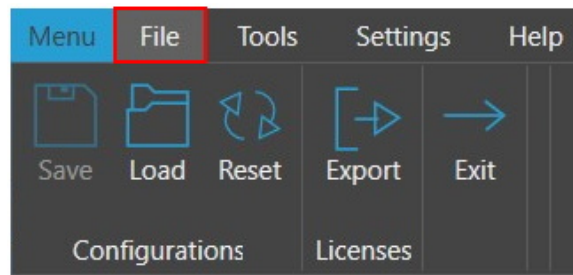 Menu File Tools Settings Help
Save Load Reset Export Exit
Configurations Licenses